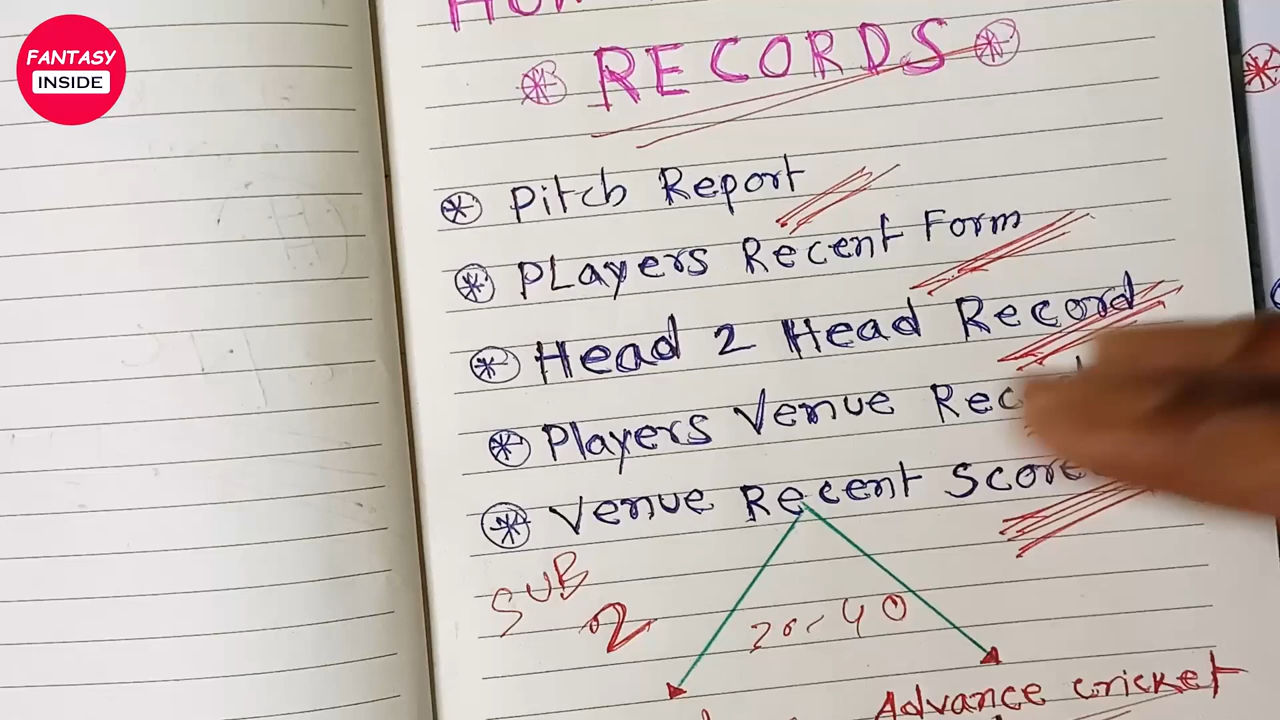 FANTASY
INSIDE
RECORDS
Pitch Report
Players Recent Form
Head 2 Head Record
Players Venue
Venue Recent Score
SUB
2
20-40
Advance cricket